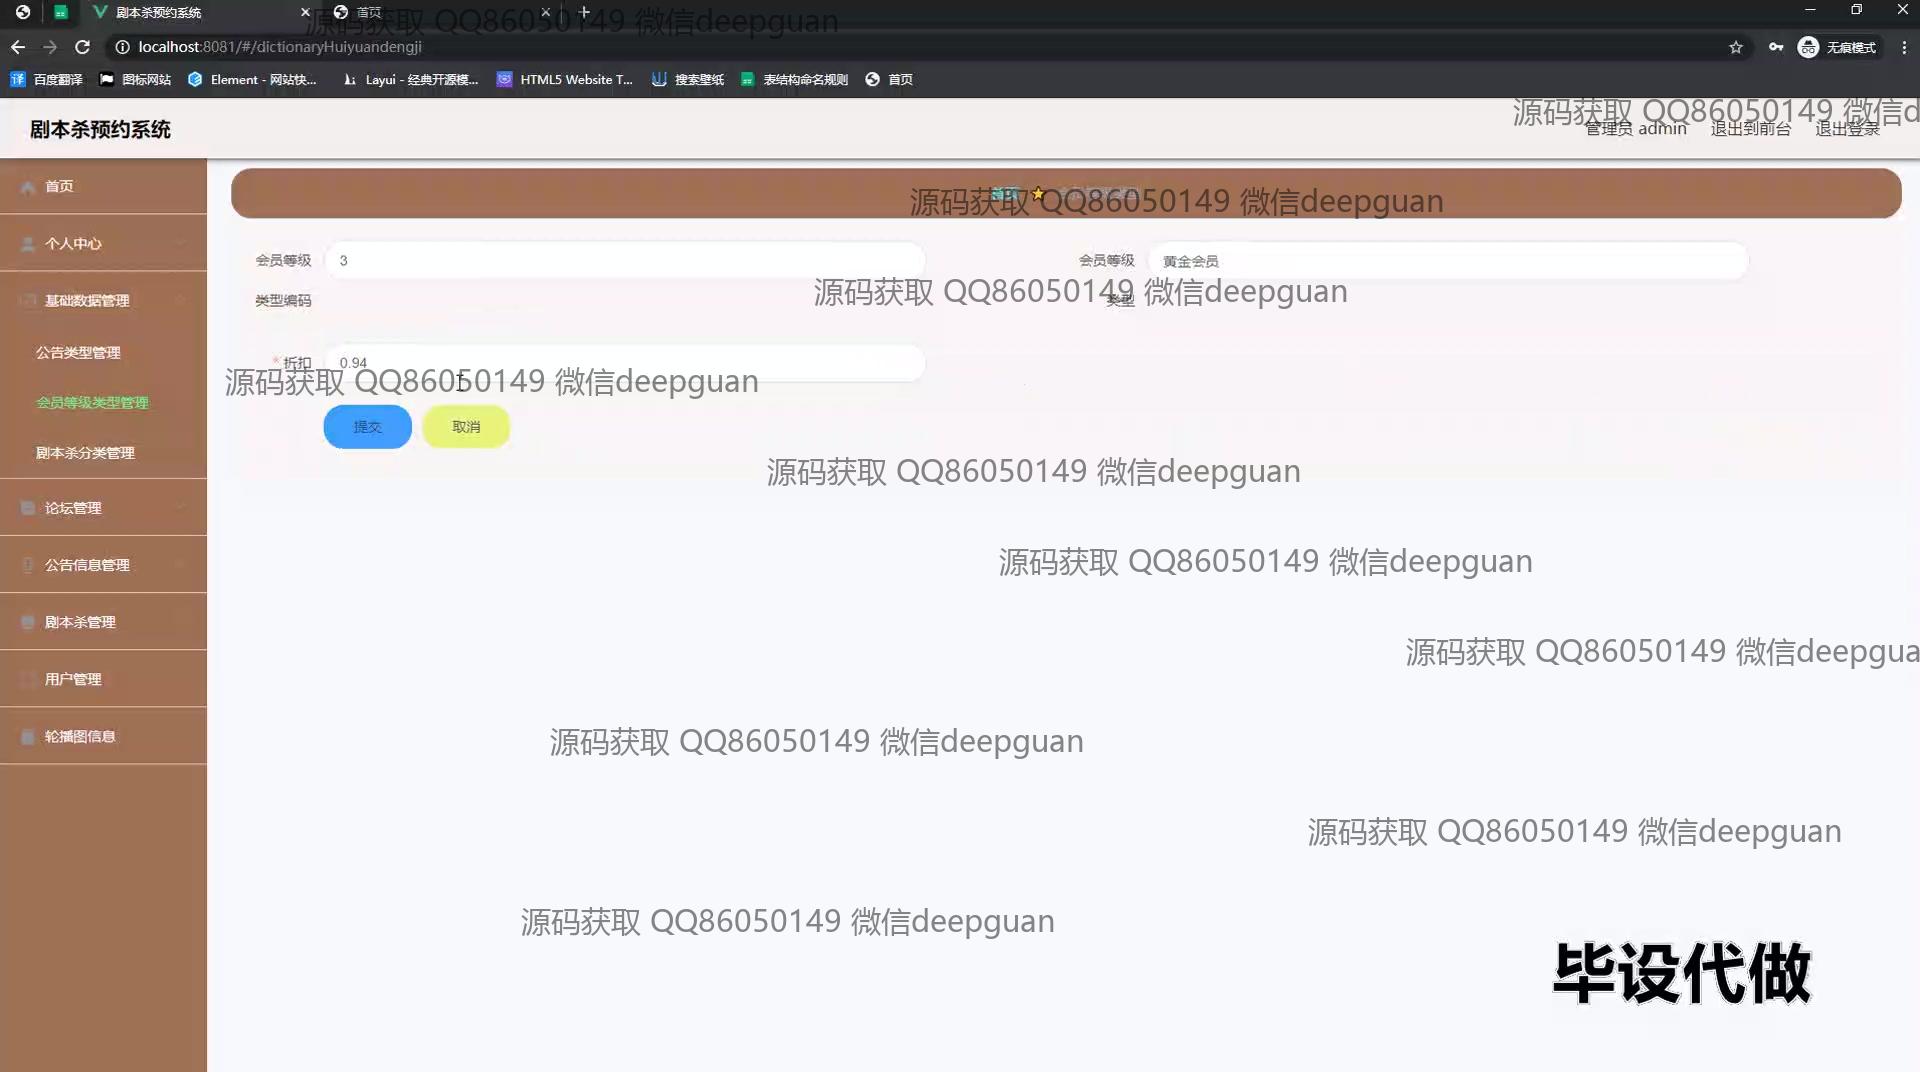 剧本杀预约系统
首页
源码获取 QQ86050149 微信deepguan
localhost:8081/#/dictionaryHuiyuandengji
无痕模式
百度翻译
图标网站
Element - 网站快...
Layui - 经典开源模...
HTML5 Website T...
搜索壁纸
表结构命名规则
首页
剧本杀预约系统
源码获取 QQ86050149 微信d
管理员 admin
退出到前台
退出登录
首页
首页
源码获取 QQ86050149 微信deepguan
个人中心
会员等级
3
会员等级
黄金会员
基础数据管理
类型编码
类型
源码获取 QQ86050149 微信deepguan
公告类型管理
* 折扣
0.94
源码获取 QQ86050149 微信deepguan
会员等级类型管理
提交
取消
剧本杀分类管理
源码获取 QQ86050149 微信deepguan
论坛管理
公告信息管理
源码获取 QQ86050149 微信deepguan
剧本杀管理
源码获取 QQ86050149 微信deepgua
用户管理
轮播图信息
源码获取 QQ86050149 微信deepguan
源码获取 QQ86050149 微信deepguan
源码获取 QQ86050149 微信deepguan
毕设代做